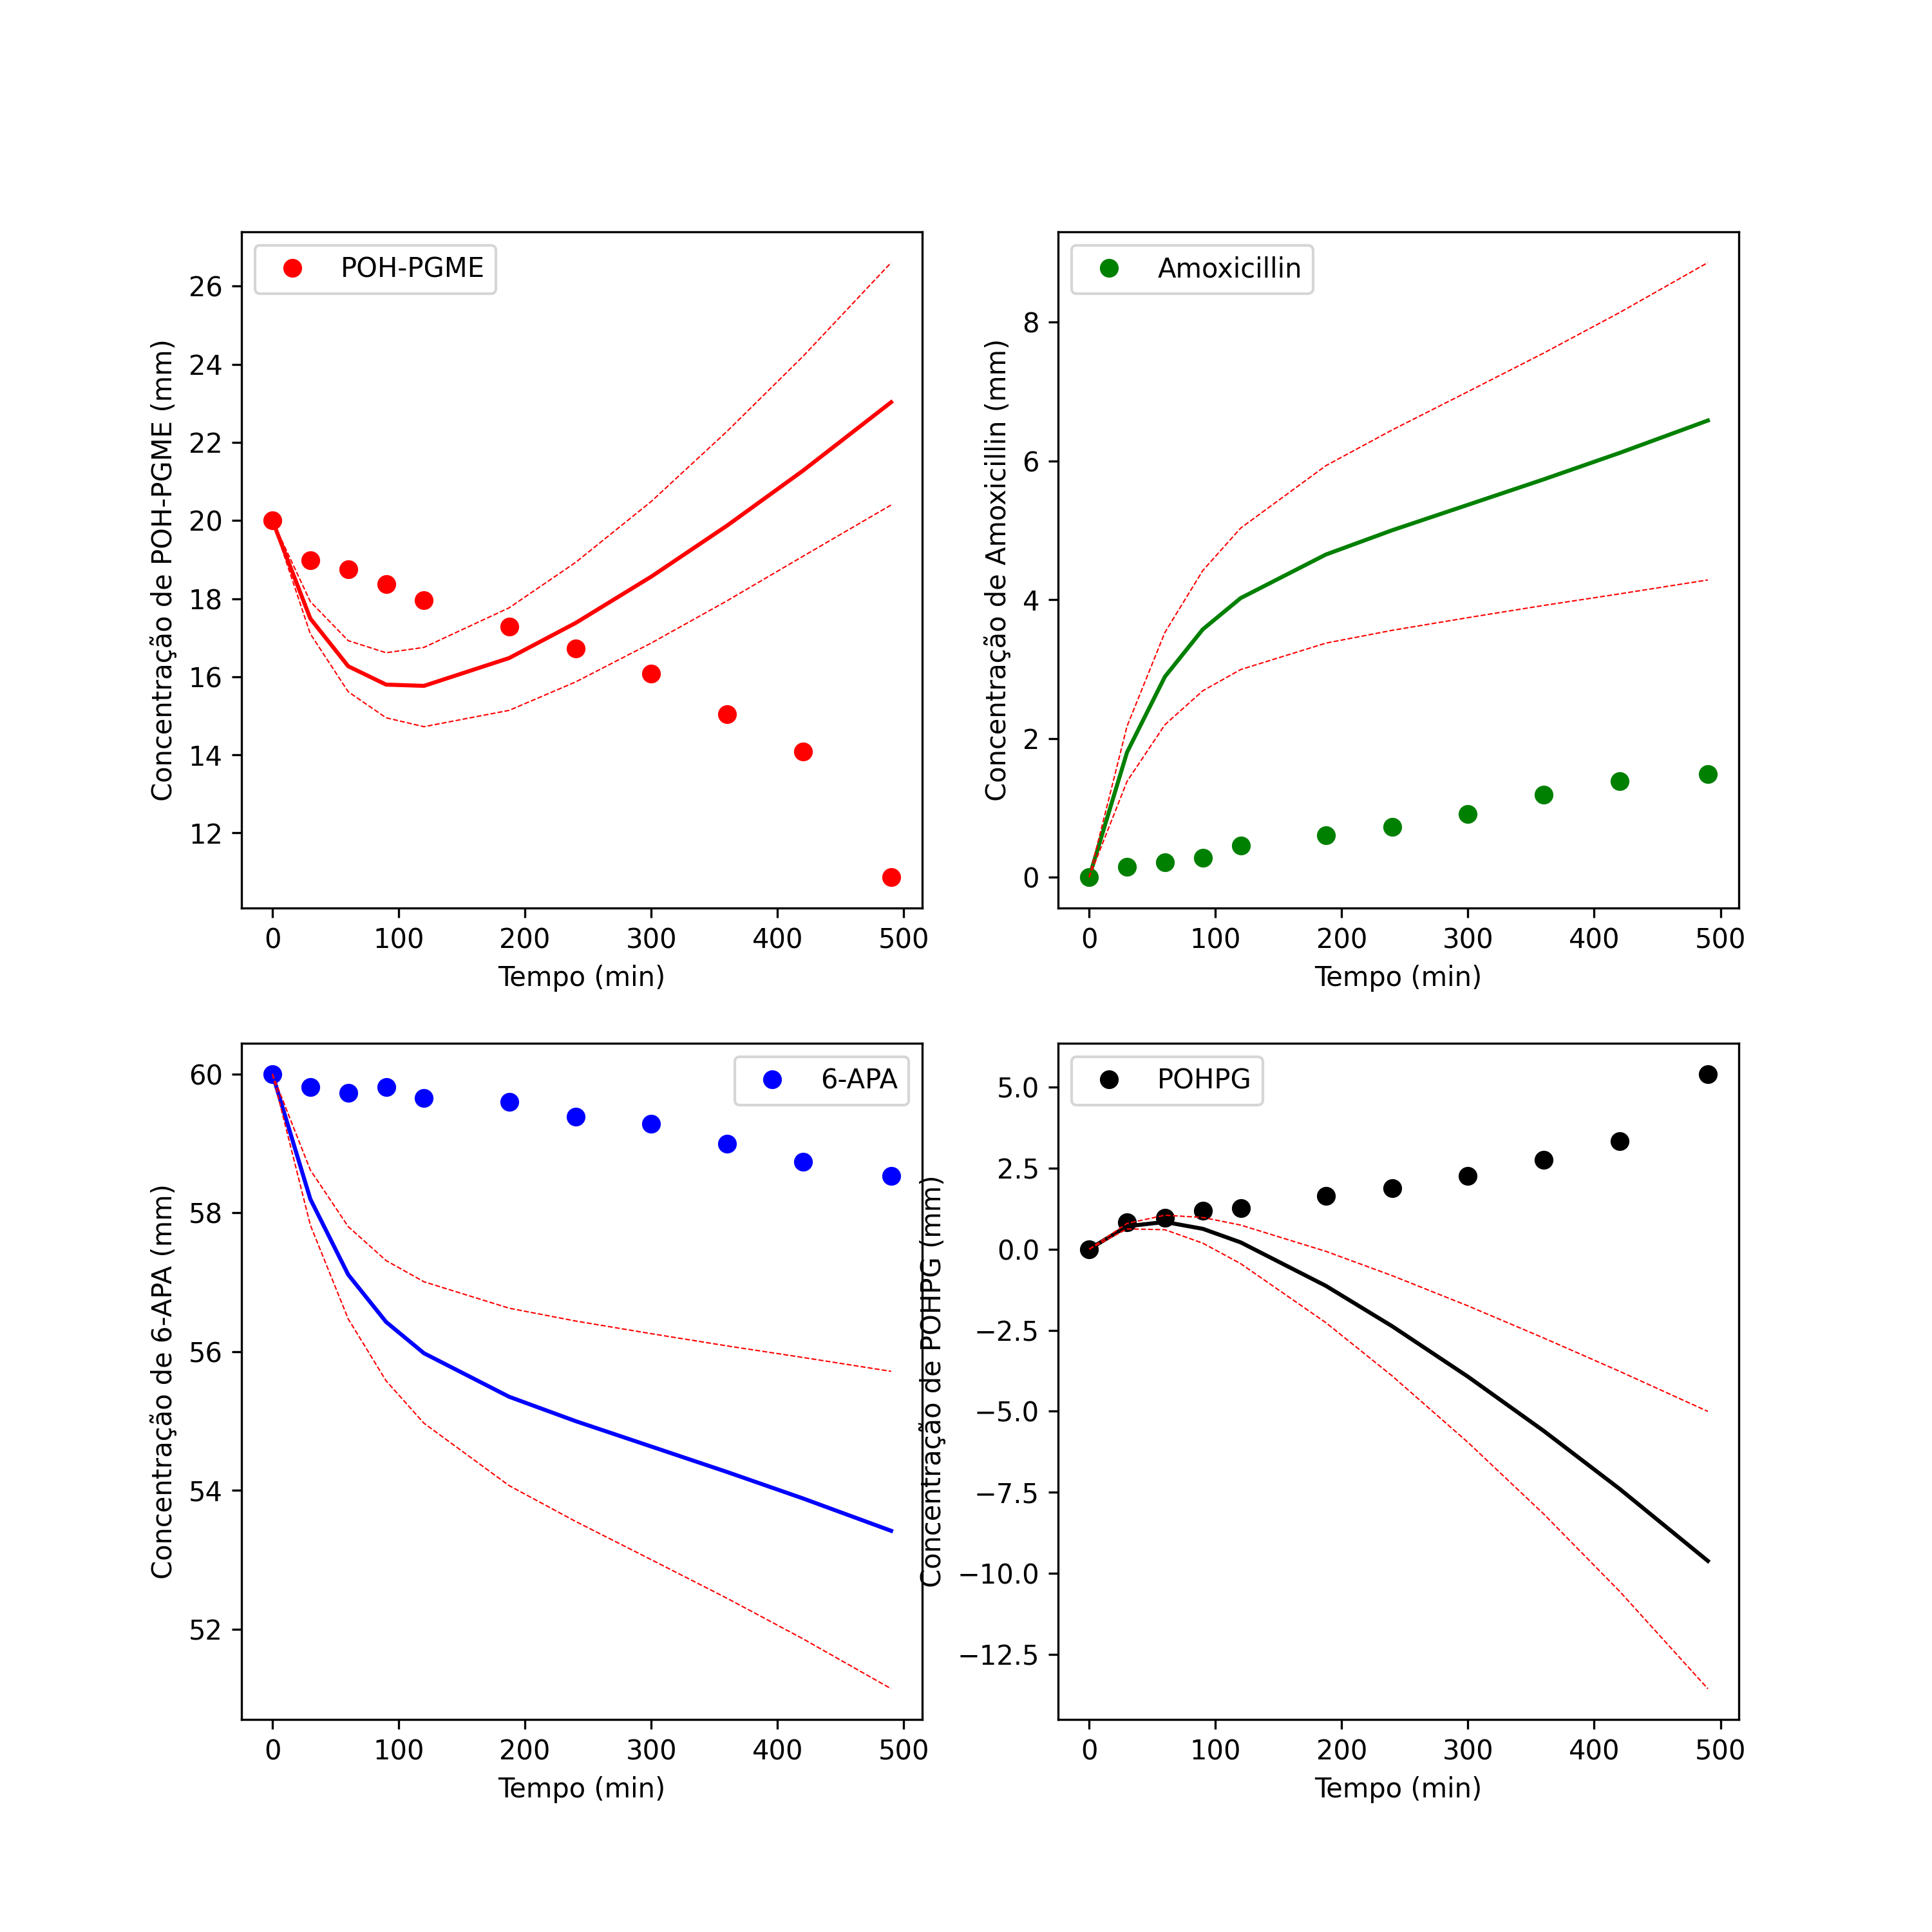 POH-PGME
Concentração de POH-PGME (mm)
26
24
22
20
18
16
14
12
0 100 200 300 400 500
Tempo (min)
Amoxicillin
Concentração de Amoxicillin (mm)
8
6
4
2
0
0 100 200 300 400 500
Tempo (min)
6-APA
Concentração de 6-APA (mm)
60
58
56
54
52
0 100 200 300 400 500
Tempo (min)
POHPG
Concentração de POHPG (mm)
5.0
2.5
0.0
−2.5
−5.0
−7.5
−10.0
−12.5
0 100 200 300 400 500
Tempo (min)